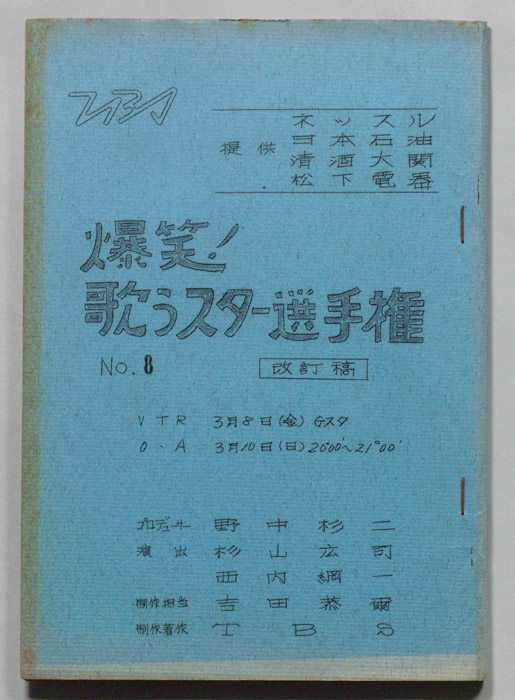 TBS
ネッスル
日本石油
提供
清酒大関
松下電器
爆笑!
歌うスター選手権
No. 8
改訂稿
VTR 3月8日(金) Gスタ
O.A 3月10日(日) 20°00′~21°00′
プロデューサー 野中杉二
演出 杉山広司
西内綱一
制作担当 吉田恭爾
制作著作 TBS